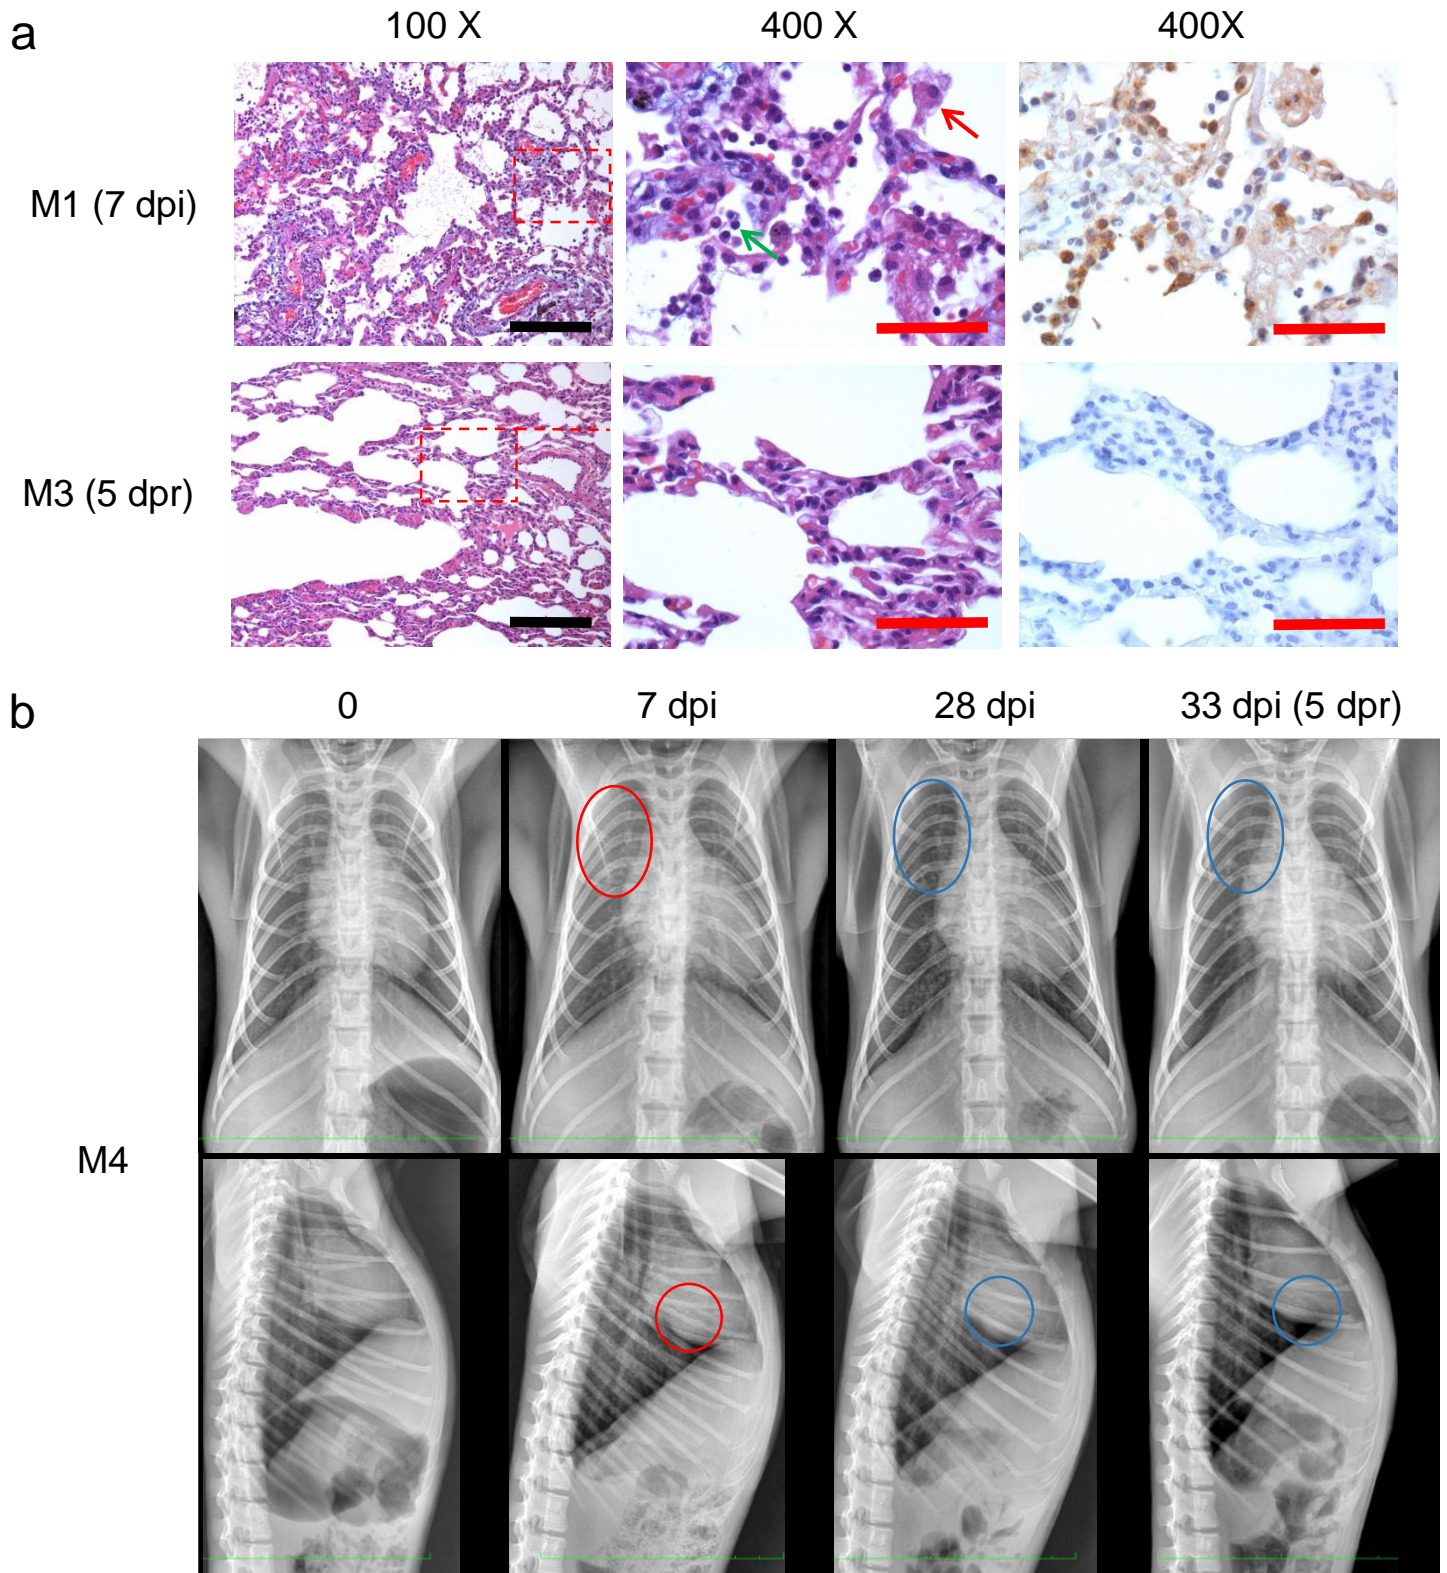 a
100 X
400 X
400X
M1 (7 dpi)
M3 (5 dpr)
b
0
7 dpi
28 dpi
33 dpi (5 dpr)
M4